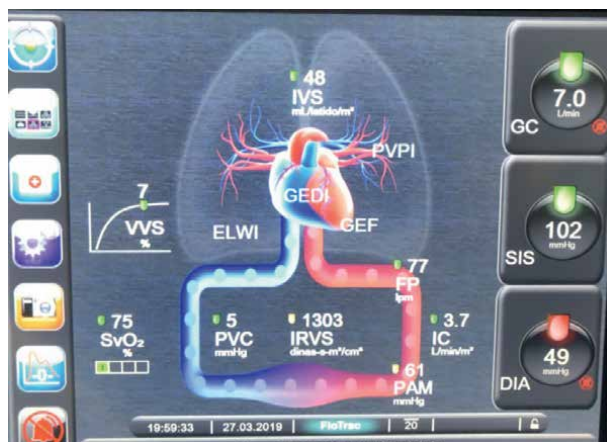 48
IVS
mL/latido/m²
PVPI
GEDI
GEF
ELWI
7
VVS
%
77
FP
lpm
75
SvO₂
%
5
PVC
mmHg
1303
IRVS
dinas-s-m²/cm⁵
3.7
IC
L/min/m²
61
PAM
mmHg
7.0
L/min
GC
102
mmHg
SIS
49
mmHg
DIA
-0-
19:59:33 27.03.2019 FloTrac 20